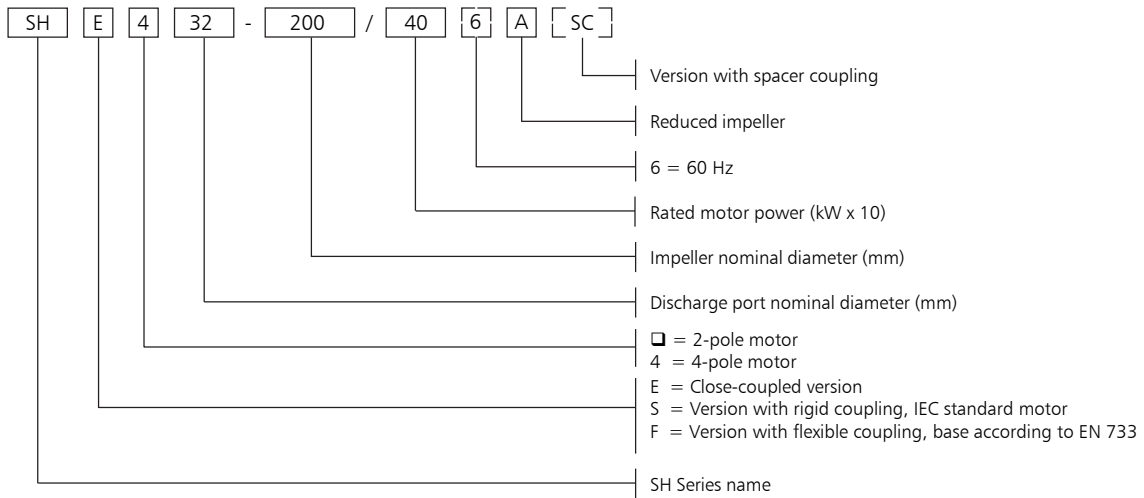 SH E 4 32 - 200 / 40 6 A SC
Version with spacer coupling
Reduced impeller
6 = 60 Hz
Rated motor power (kW x 10)
Impeller nominal diameter (mm)
Discharge port nominal diameter (mm)
❑ = 2-pole motor
4 = 4-pole motor
E = Close-coupled version
S = Version with rigid coupling, IEC standard motor
F = Version with flexible coupling, base according to EN 733
SH Series name